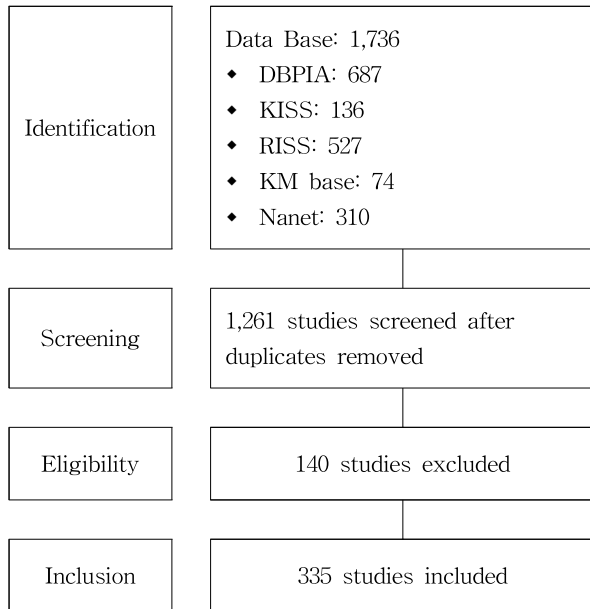 Identification
Data Base: 1,736
◆ DBPIA: 687
◆ KISS: 136
◆ RISS: 527
◆ KM base: 74
◆ Nanet: 310
Screening
1,261 studies screened after
duplicates removed
Eligibility
140 studies excluded
Inclusion
335 studies included